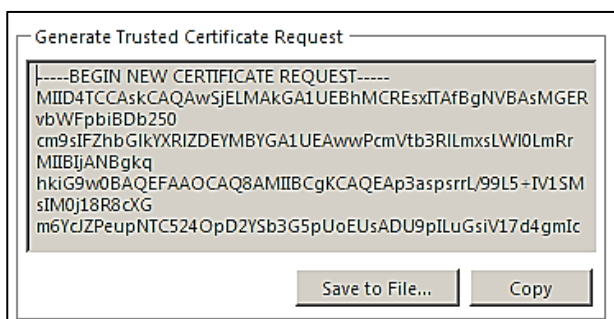 Generate Trusted Certificate Request
-----BEGIN NEW CERTIFICATE REQUEST-----
MIID4TCCAskCAQAwSjELMAkGA1UEBhMCREsxITAfBgNVBAsMGER
vbWFpbiBDb250
cm9sIFZhbGlkYXRlZDEYMBYGA1UEAwwPcmVtb3RlLmxsLWl0LmRr
MIIBIjANBgkq
hkiG9w0BAQEFAAOCAQ8AMIIBCgKCAQEAp3aspsrrL/99L5+IV1SM
sIM0j18R8cXG
m6YcJZPeupNTC524OpD2YSb3G5pUoEUsADU9pILuGsiV17d4gmIc
Save to File...
Copy